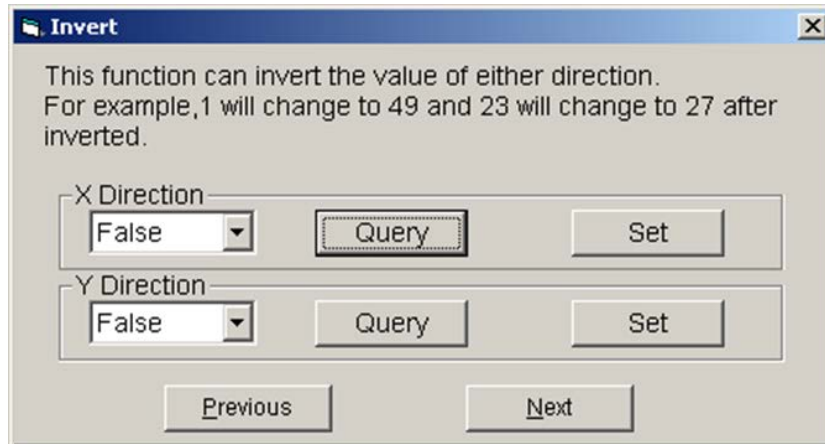 Invert
This function can invert the value of either direction.
For example,1 will change to 49 and 23 will change to 27 after
inverted.
X Direction
False Query Set
Y Direction
False Query Set
Previous Next